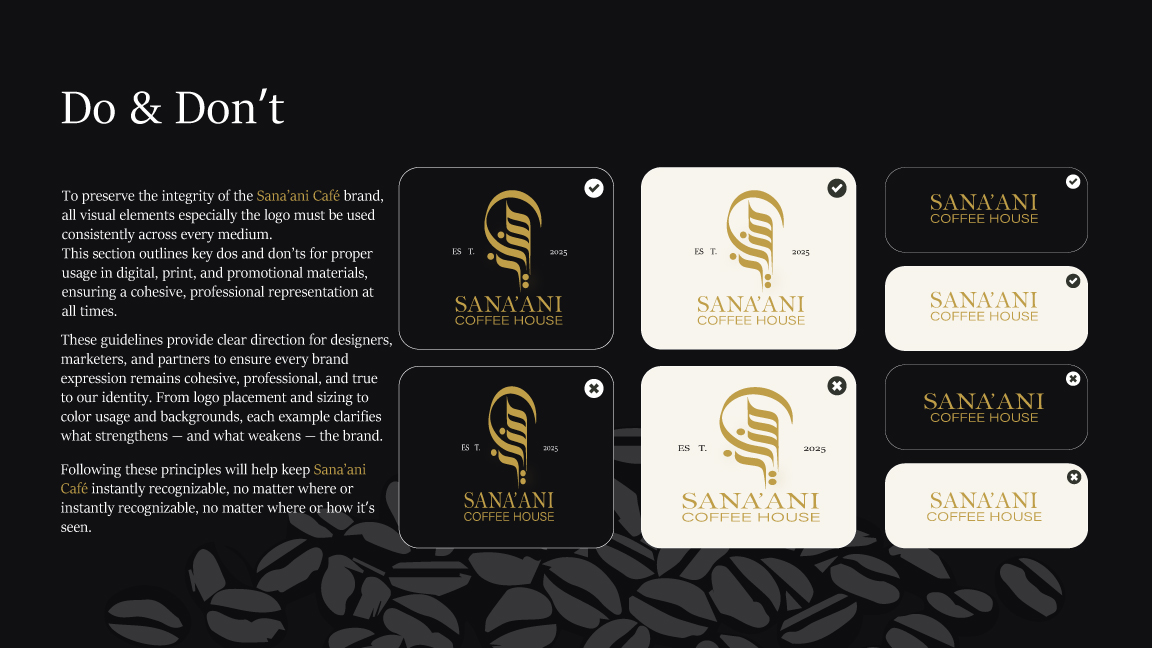 Do & Don't
To preserve the integrity of the Sana'ani Café brand,
all visual elements especially the logo must be used
consistently across every medium.
This section outlines key dos and don'ts for proper
usage in digital, print, and promotional materials,
ensuring a cohesive, professional representation at
all times.
These guidelines provide clear direction for designers,
marketers, and partners to ensure every brand
expression remains cohesive, professional, and true
to our identity. From logo placement and sizing to
color usage and backgrounds, each example clarifies
what strengthens — and what weakens — the brand.
Following these principles will help keep Sana'ani
Café instantly recognizable, no matter where or
instantly recognizable, no matter where or how it's
seen.
ES T. 2025
SANA'ANI
COFFEE HOUSE
ES T. 2025
SANA'ANI
COFFEE HOUSE
SANA'ANI
COFFEE HOUSE
SANA'ANI
COFFEE HOUSE
ES T. 2025
SANA'ANI
COFFEE HOUSE
ES T. 2025
SANA'ANI
COFFEE HOUSE
SANA'ANI
COFFEE HOUSE
SANA'ANI
COFFEE HOUSE